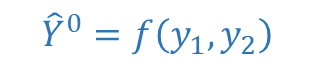 Ŷ⁰ = f(y₁, y₂)